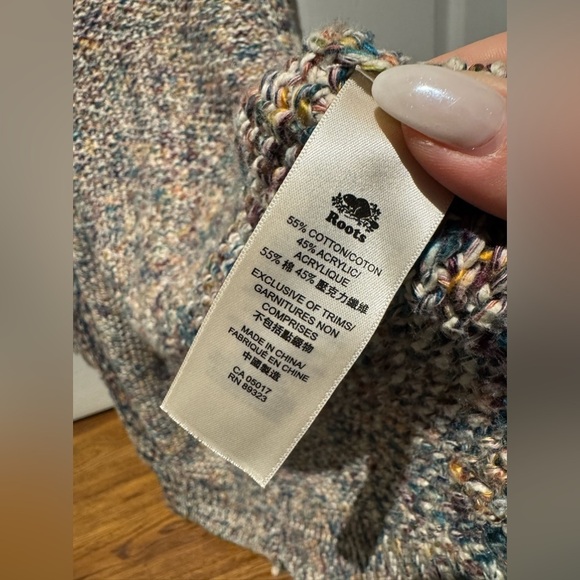 Roots
55% COTTON/COTON
45% ACRYLIC/
ACRYLIQUE
55% 棉 45% 壓克力纖維
EXCLUSIVE OF TRIMS/
GARNITURES NON
COMPRISES
不包括點綴物
MADE IN CHINA/
FABRIQUÉ EN CHINE
中國製造
CA 05017
RN 89323